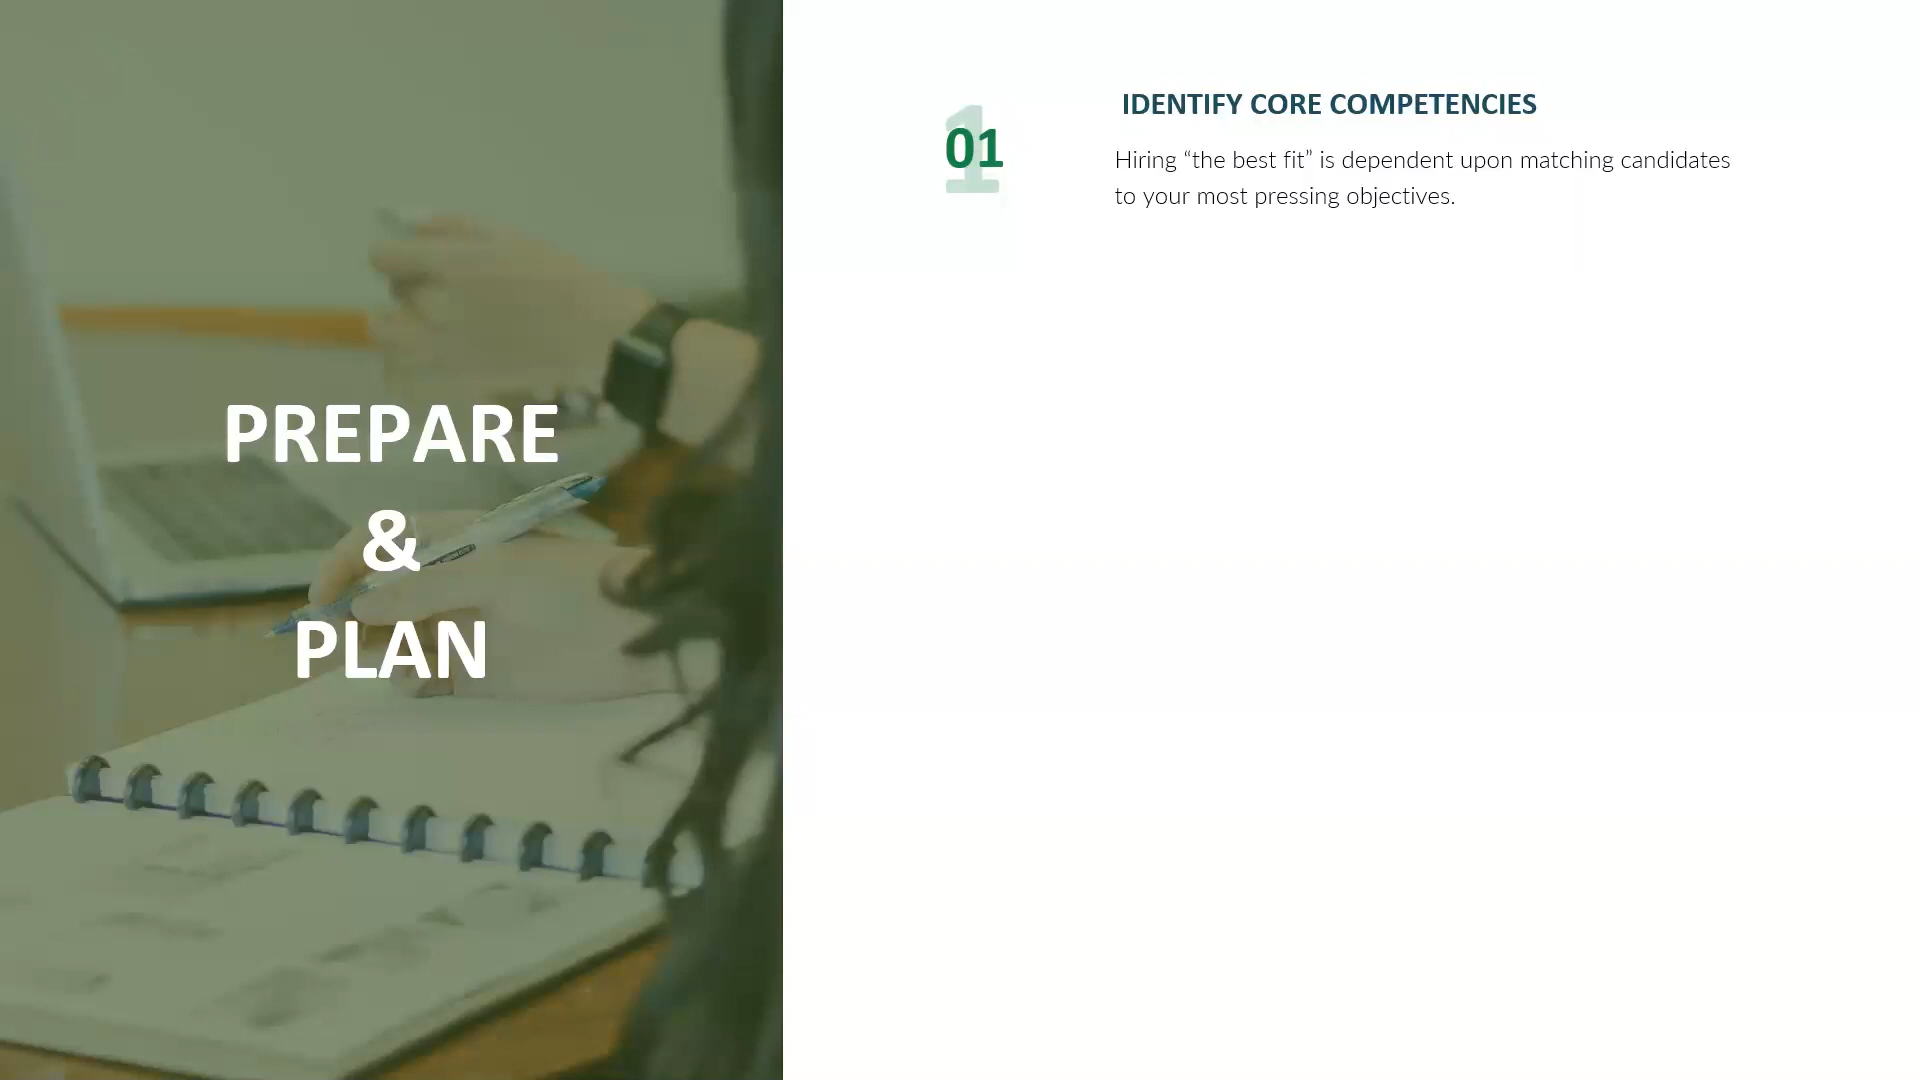 PREPARE
&
PLAN
1
01
IDENTIFY CORE COMPETENCIES
Hiring “the best fit” is dependent upon matching candidates
to your most pressing objectives.